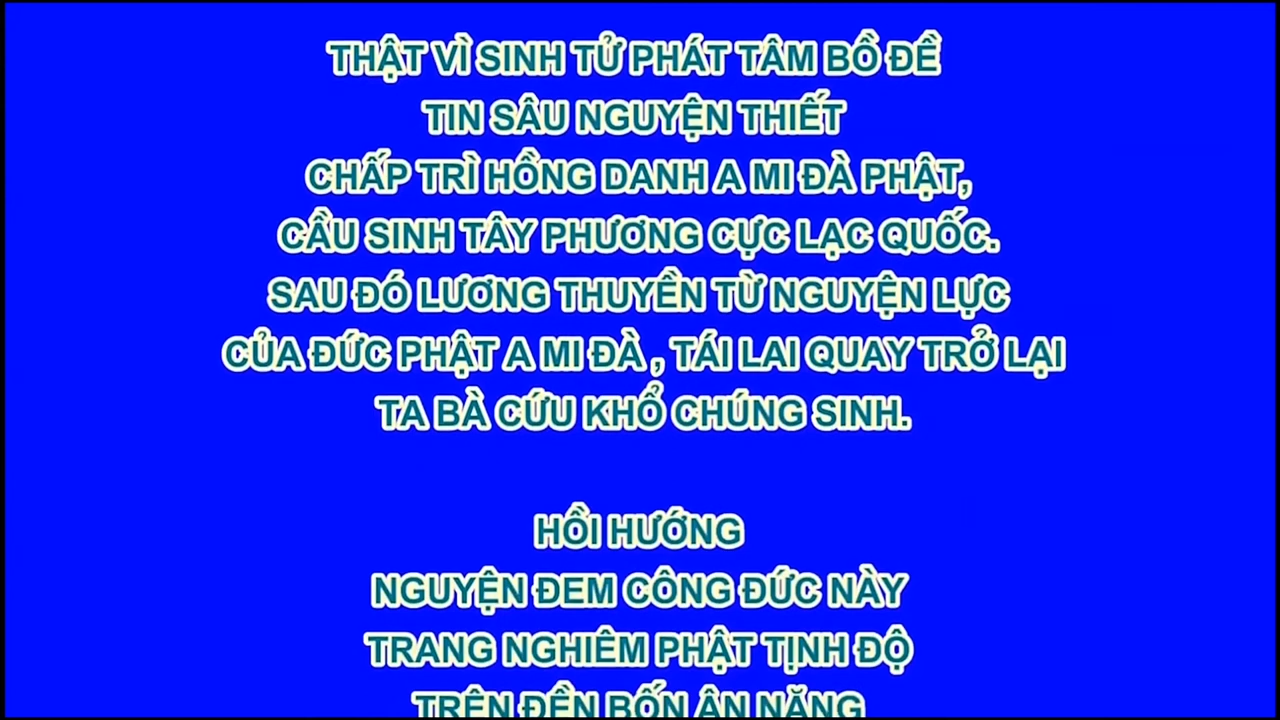 THẬT VÌ SINH TỬ PHÁT TÂM BỒ ĐỀ
TIN SÂU NGUYỆN THIẾT
CHẤP TRÌ HỒNG DANH A MI ĐÀ PHẬT,
CẦU SINH TÂY PHƯƠNG CỰC LẠC QUỐC.
SAU ĐÓ LƯƠNG THUYỀN TỪ NGUYỆN LỰC
CỦA ĐỨC PHẬT A MI ĐÀ , TÁI LAI QUAY TRỞ LẠI
TA BÀ CỨU KHỔ CHÚNG SINH.
HỒI HƯỚNG
NGUYỆN ĐEM CÔNG ĐỨC NÀY
TRANG NGHIÊM PHẬT TỊNH ĐỘ
TRÊN ĐỀN BỐN ÂN NẶNG